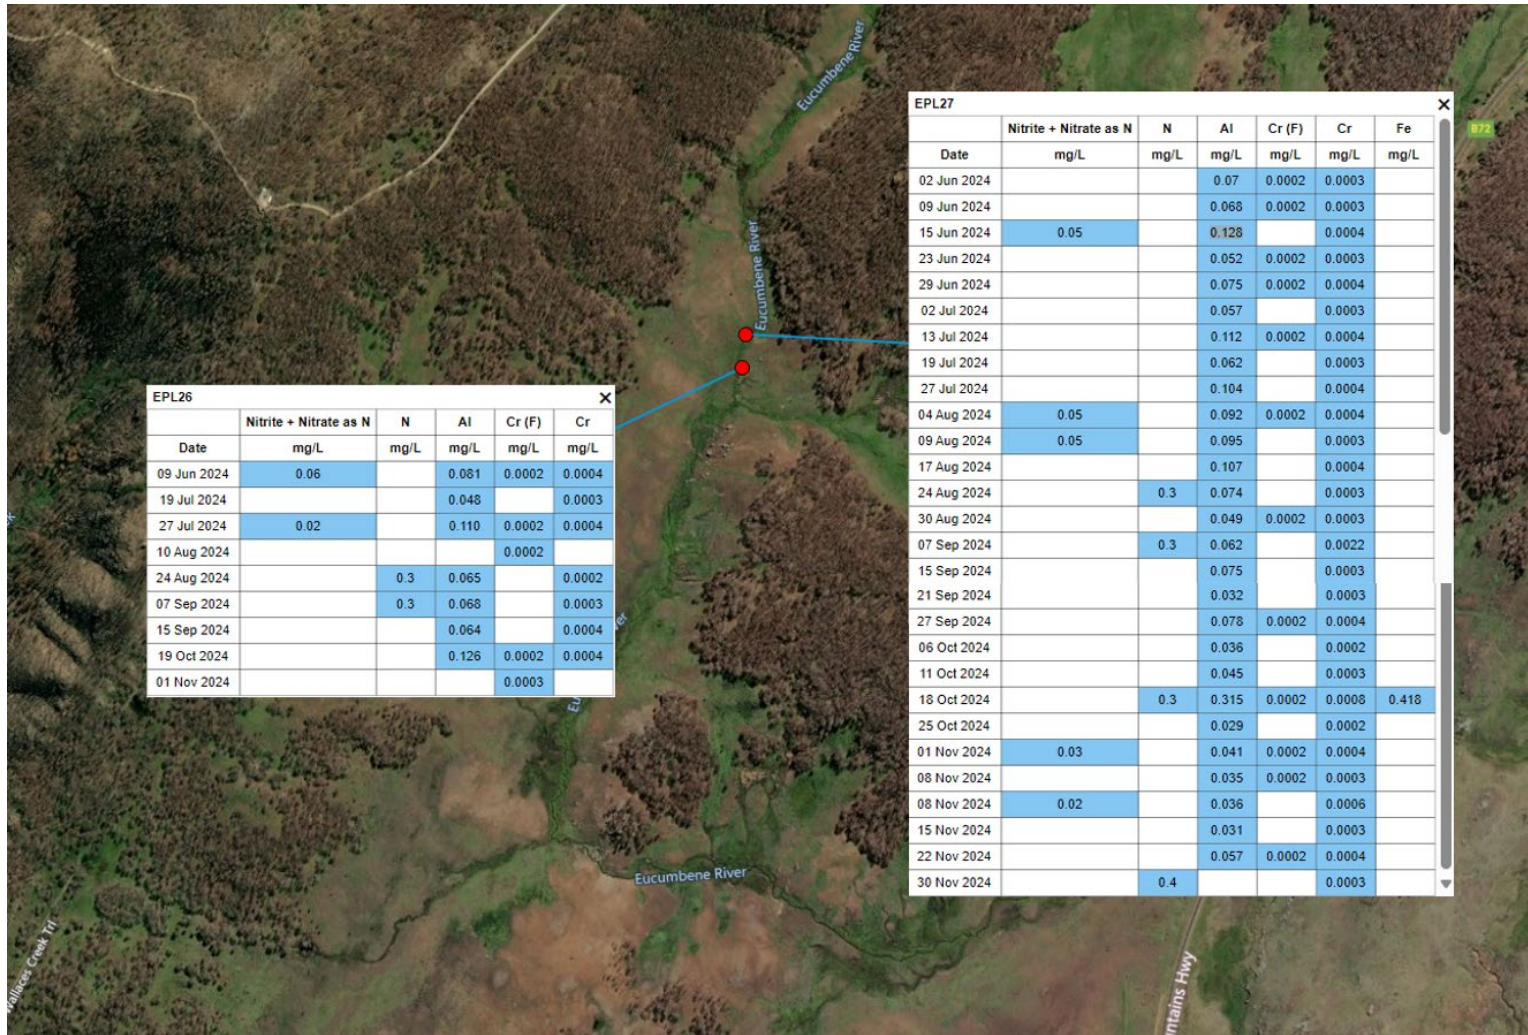 Eucumbene River
Eucumbene River
B72
EPL27
Nitrite + Nitrate as N N Al Cr (F) Cr Fe
Date mg/L mg/L mg/L mg/L mg/L mg/L
02 Jun 2024 0.07 0.0002 0.0003
09 Jun 2024 0.068 0.0002 0.0003
15 Jun 2024 0.05 0.128 0.0004
23 Jun 2024 0.052 0.0002 0.0003
29 Jun 2024 0.075 0.0002 0.0004
02 Jul 2024 0.057 0.0003
13 Jul 2024 0.112 0.0002 0.0004
19 Jul 2024 0.062 0.0003
27 Jul 2024 0.104 0.0004
04 Aug 2024 0.05 0.092 0.0002 0.0004
09 Aug 2024 0.05 0.095 0.0003
17 Aug 2024 0.107 0.0004
24 Aug 2024 0.3 0.074 0.0003
30 Aug 2024 0.049 0.0002 0.0003
07 Sep 2024 0.3 0.062 0.0022
15 Sep 2024 0.075 0.0003
21 Sep 2024 0.032 0.0003
27 Sep 2024 0.078 0.0002 0.0004
06 Oct 2024 0.036 0.0002
11 Oct 2024 0.045 0.0003
18 Oct 2024 0.3 0.315 0.0002 0.0008 0.418
25 Oct 2024 0.029 0.0002
01 Nov 2024 0.03 0.041 0.0002 0.0004
08 Nov 2024 0.035 0.0002 0.0003
08 Nov 2024 0.02 0.036 0.0006
15 Nov 2024 0.031 0.0003
22 Nov 2024 0.057 0.0002 0.0004
30 Nov 2024 0.4 0.0003
EPL26
Nitrite + Nitrate as N N Al Cr (F) Cr
Date mg/L mg/L mg/L mg/L mg/L
09 Jun 2024 0.06 0.081 0.0002 0.0004
19 Jul 2024 0.048 0.0003
27 Jul 2024 0.02 0.110 0.0002 0.0004
10 Aug 2024 0.0002
24 Aug 2024 0.3 0.065 0.0002
07 Sep 2024 0.3 0.068 0.0003
15 Sep 2024 0.064 0.0004
19 Oct 2024 0.126 0.0002 0.0004
01 Nov 2024 0.0003
Eu
er
Eucumbene River
Wallaces Creek Trl
ntains Hwy